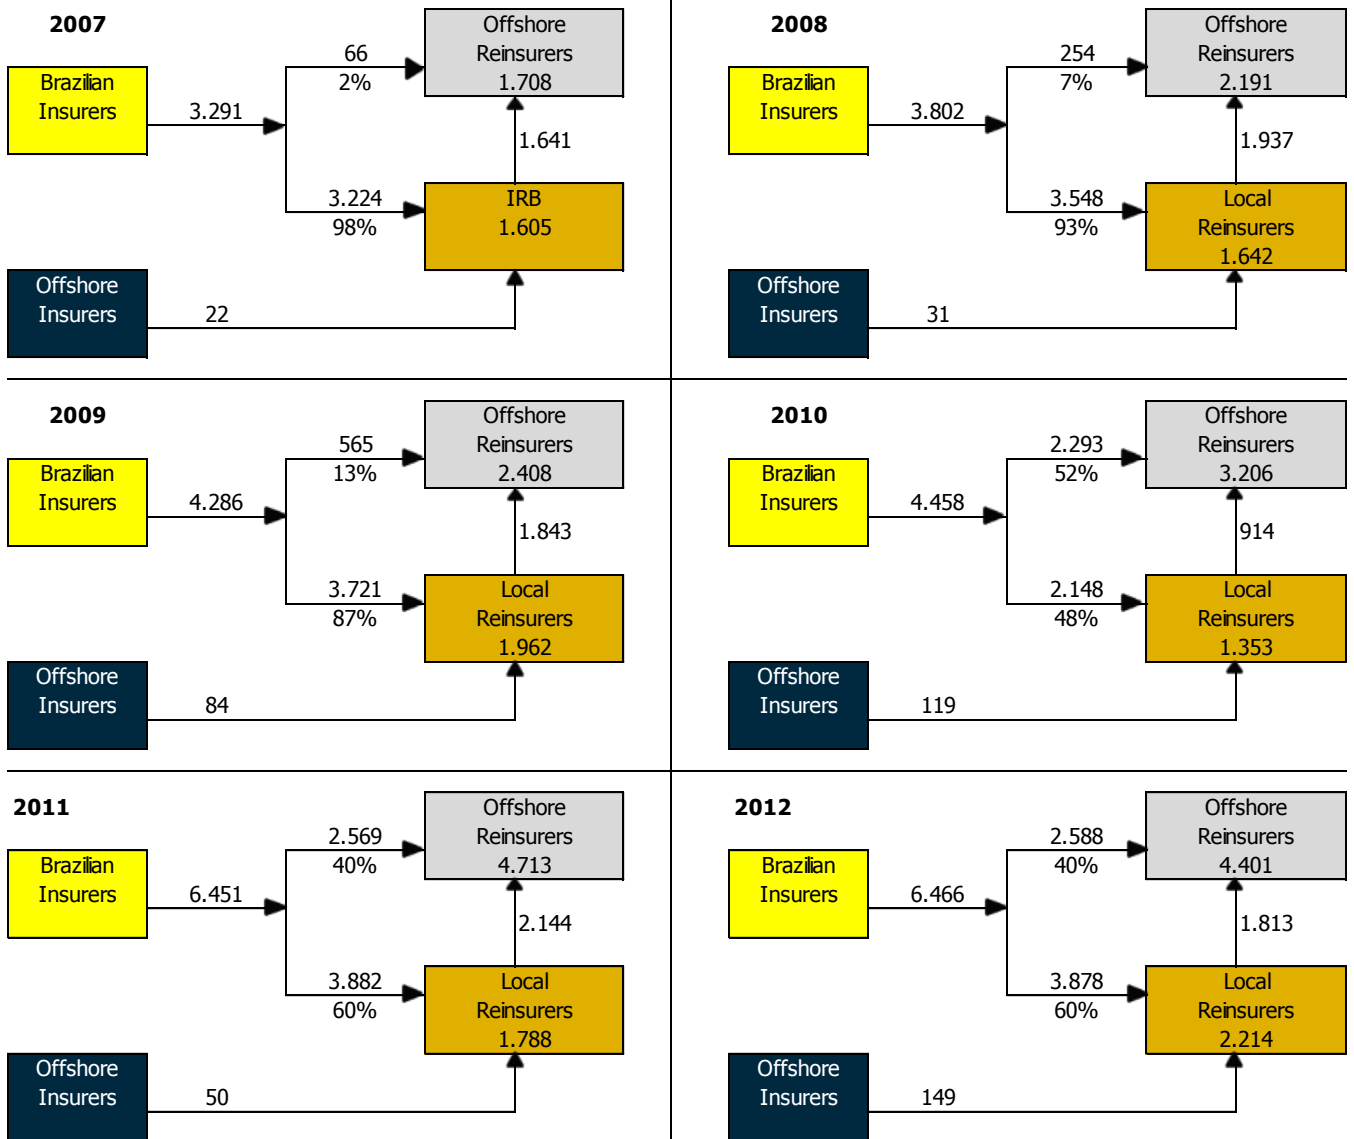 2007
Offshore
Reinsurers
1.708
66
2%
Brazilian
Insurers
3.291
1.641
3.224
98%
IRB
1.605
Offshore
Insurers
22
2008
Offshore
Reinsurers
2.191
254
7%
Brazilian
Insurers
3.802
1.937
3.548
93%
Local
Reinsurers
1.642
Offshore
Insurers
31
2009
Offshore
Reinsurers
2.408
565
13%
Brazilian
Insurers
4.286
1.843
3.721
87%
Local
Reinsurers
1.962
Offshore
Insurers
84
2010
Offshore
Reinsurers
3.206
2.293
52%
Brazilian
Insurers
4.458
914
2.148
48%
Local
Reinsurers
1.353
Offshore
Insurers
119
2011
Offshore
Reinsurers
4.713
2.569
40%
Brazilian
Insurers
6.451
2.144
3.882
60%
Local
Reinsurers
1.788
Offshore
Insurers
50
2012
Offshore
Reinsurers
4.401
2.588
40%
Brazilian
Insurers
6.466
1.813
3.878
60%
Local
Reinsurers
2.214
Offshore
Insurers
149